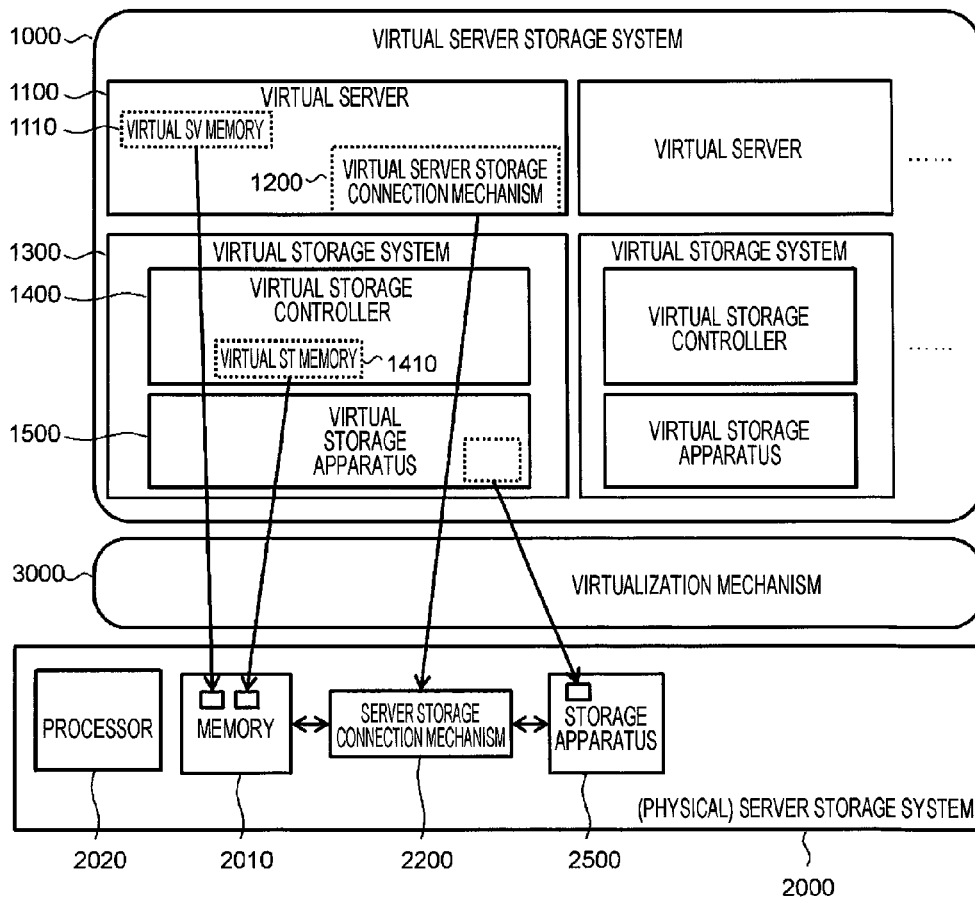 1000
VIRTUAL SERVER STORAGE SYSTEM
1100
VIRTUAL SERVER
1110
VIRTUAL SV MEMORY
VIRTUAL SERVER
……
1200
VIRTUAL SERVER STORAGE
CONNECTION MECHANISM
1300
VIRTUAL STORAGE SYSTEM
VIRTUAL STORAGE SYSTEM
1400
VIRTUAL STORAGE
CONTROLLER
VIRTUAL STORAGE
CONTROLLER
VIRTUAL ST MEMORY
1410
……
1500
VIRTUAL
STORAGE
APPARATUS
VIRTUAL STORAGE
APPARATUS
3000
VIRTUALIZATION MECHANISM
PROCESSOR
MEMORY
SERVER STORAGE
CONNECTION MECHANISM
STORAGE
APPARATUS
(PHYSICAL) SERVER STORAGE SYSTEM
2020
2010
2200
2500
2000